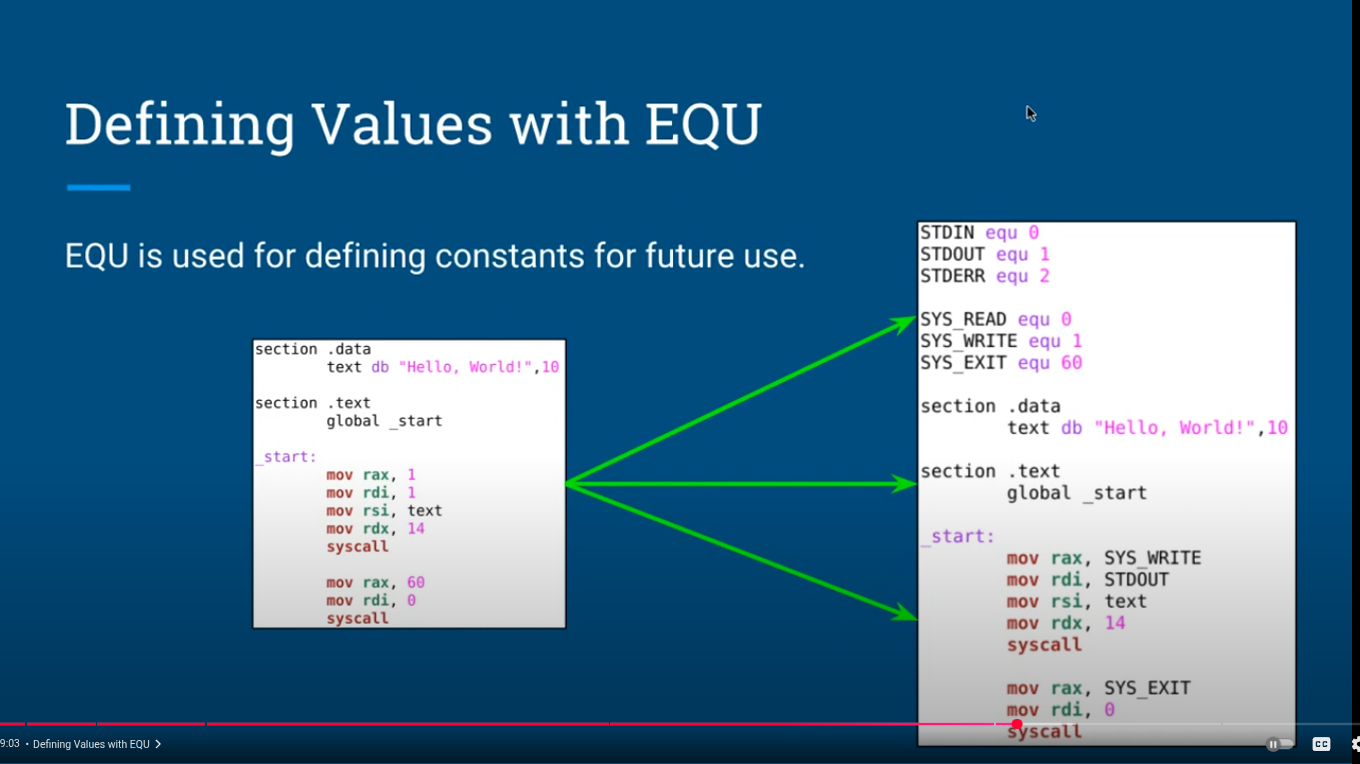 Defining Values with EQU
EQU is used for defining constants for future use.
section .data
text db "Hello, World!",10
section .text
global _start
_start:
mov rax, 1
mov rdi, 1
mov rsi, text
mov rdx, 14
syscall
mov rax, 60
mov rdi, 0
syscall
STDIN equ 0
STDOUT equ 1
STDERR equ 2
SYS_READ equ 0
SYS_WRITE equ 1
SYS_EXIT equ 60
section .data
text db "Hello, World!",10
section .text
global _start
_start:
mov rax, SYS_WRITE
mov rdi, STDOUT
mov rsi, text
mov rdx, 14
syscall
mov rax, SYS_EXIT
mov rdi, 0
syscall
9:03 • Defining Values with EQU
CC